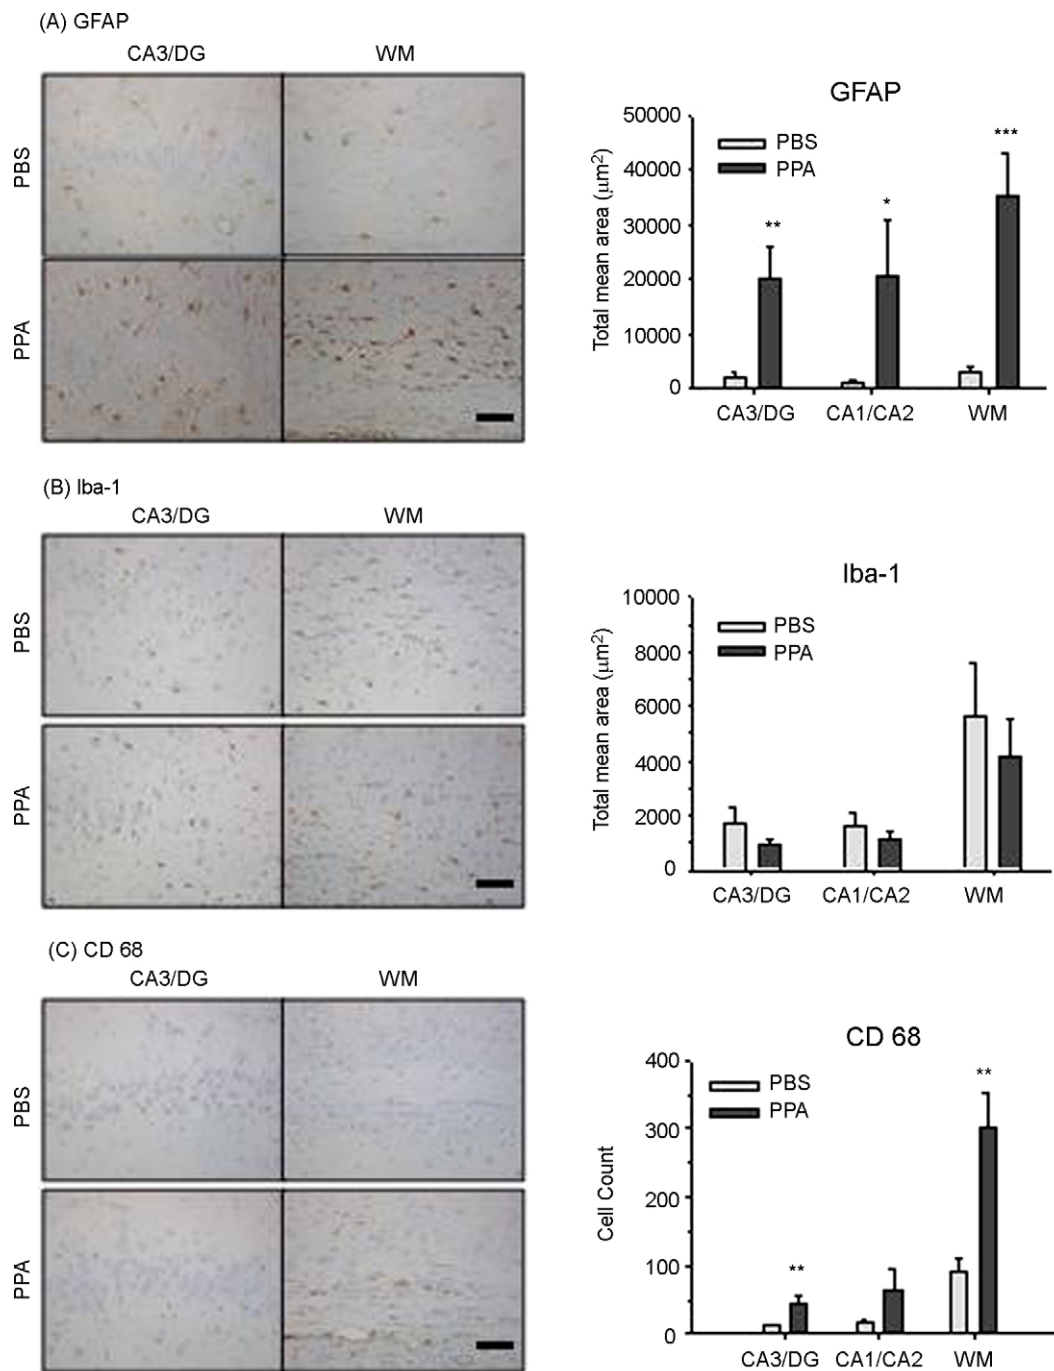 (A) GFAP
CA3/DG WM
PBS
PPA
GFAP
PBS
PPA
Total mean area (μm²)
50000
40000
30000
20000
10000
0
**
*
***
CA3/DG CA1/CA2 WM
(B) Iba-1
CA3/DG WM
PBS
PPA
Iba-1
PBS
PPA
Total mean area (μm²)
10000
8000
6000
4000
2000
0
CA3/DG CA1/CA2 WM
(C) CD 68
CA3/DG WM
PBS
PPA
CD 68
PBS
PPA
Cell Count
400
300
200
100
0
**
**
CA3/DG CA1/CA2 WM